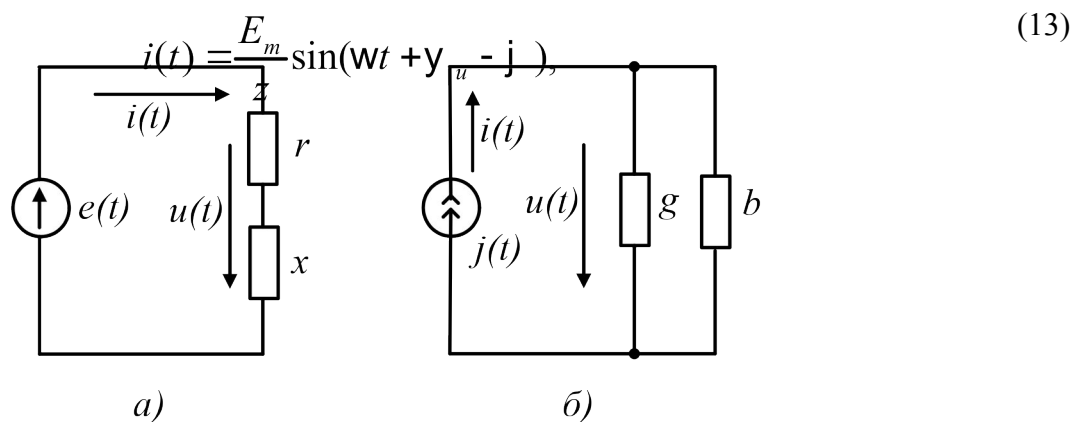 (13)
i(t) = E_m/z sin(wt + y_u - j ),
i(t) r i(t)
e(t) u(t) u(t) g b
x j(t)
а) б)